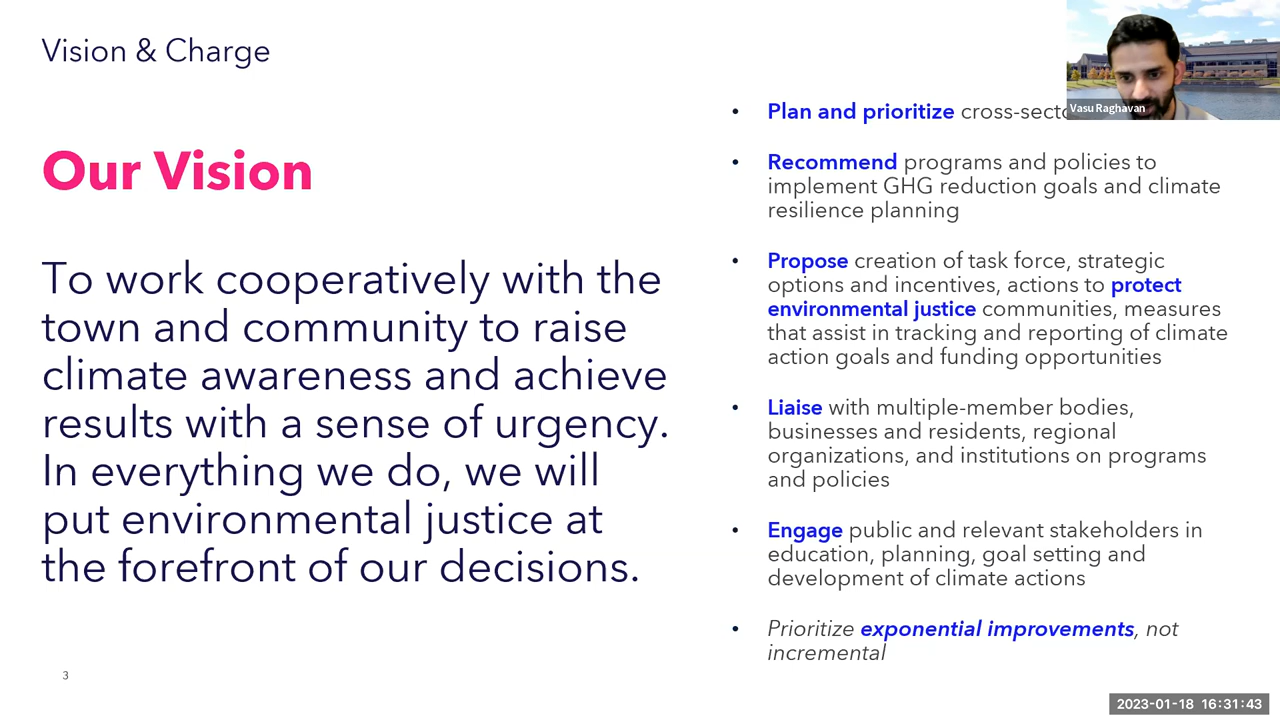 Vision & Charge
Our Vision
To work cooperatively with the
town and community to raise
climate awareness and achieve
results with a sense of urgency.
In everything we do, we will
put environmental justice at
the forefront of our decisions.
3
• Plan and prioritize
• Recommend programs and policies to
implement GHG reduction goals and climate
resilience planning
• Propose creation of task force, strategic
options and incentives, actions to protect
environmental justice communities, measures
that assist in tracking and reporting of climate
action goals and funding opportunities
• Liaise with multiple-member bodies,
businesses and residents, regional
organizations, and institutions on programs
and policies
• Engage public and relevant stakeholders in
education, planning, goal setting and
development of climate actions
• Prioritize exponential improvements, not
incremental
Vasu Raghavan
2023-01-18 16:31:43